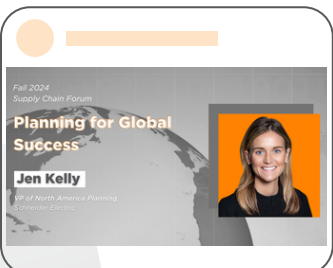 Fall 2024
Supply Chain Forum
Planning for Global
Success
Jen Kelly
VP of North America Planning,
Schneider Electric